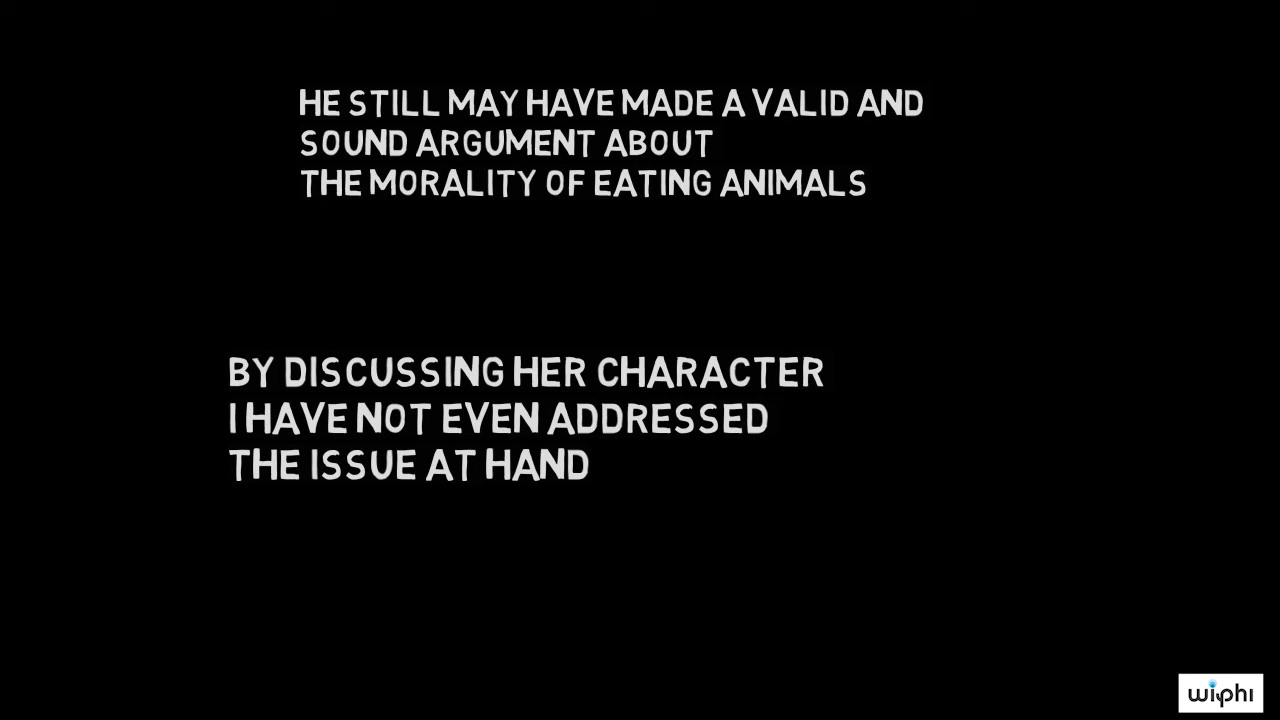 HE STILL MAY HAVE MADE A VALID AND
SOUND ARGUMENT ABOUT
THE MORALITY OF EATING ANIMALS
BY DISCUSSING HER CHARACTER
I HAVE NOT EVEN ADDRESSED
THE ISSUE AT HAND
wiphi